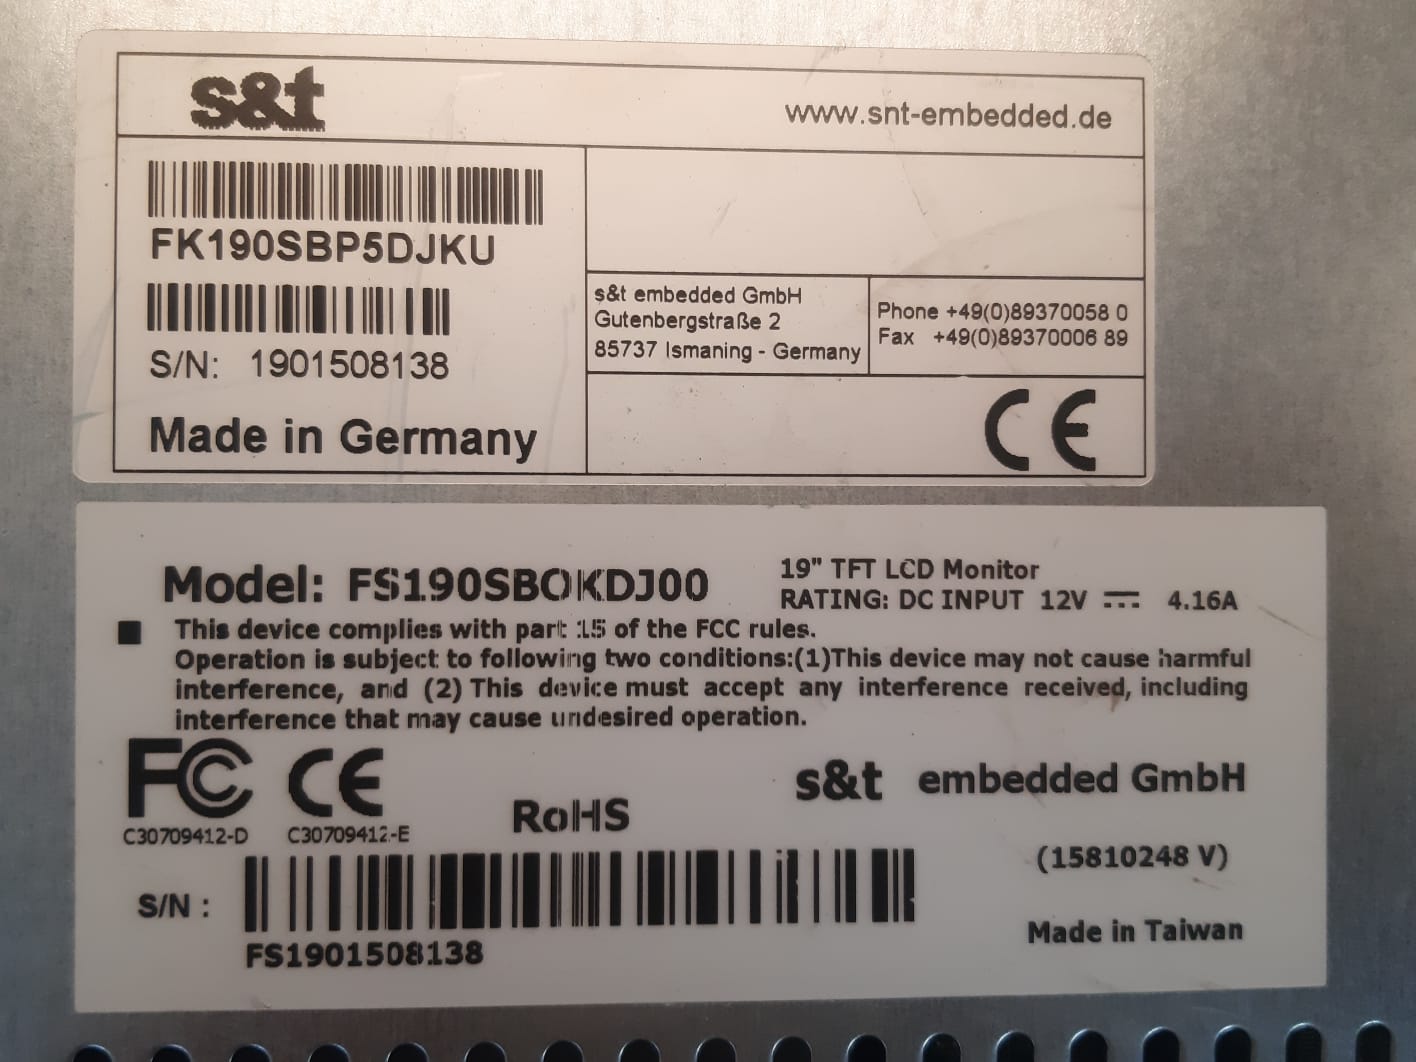 s&t
www.snt-embedded.de
FK190SBP5DJKU
S/N: 1901508138
Made in Germany
s&t embedded GmbH
Gutenbergstraße 2
85737 Ismaning - Germany
Phone +49(0)89370058 0
Fax +49(0)89370006 89
CE
Model: FS190SBOKDJ00
19" TFT LCD Monitor
RATING: DC INPUT 12V 4.16A
This device complies with part 15 of the FCC rules.
Operation is subject to following two conditions:(1)This device may not cause harmful
interference, and (2) This device must accept any interference received, including
interference that may cause undesired operation.
FC CE
C30709412-D C30709412-E
RoHS
s&t embedded GmbH
(15810248 V)
S/N :
FS1901508138
Made in Taiwan